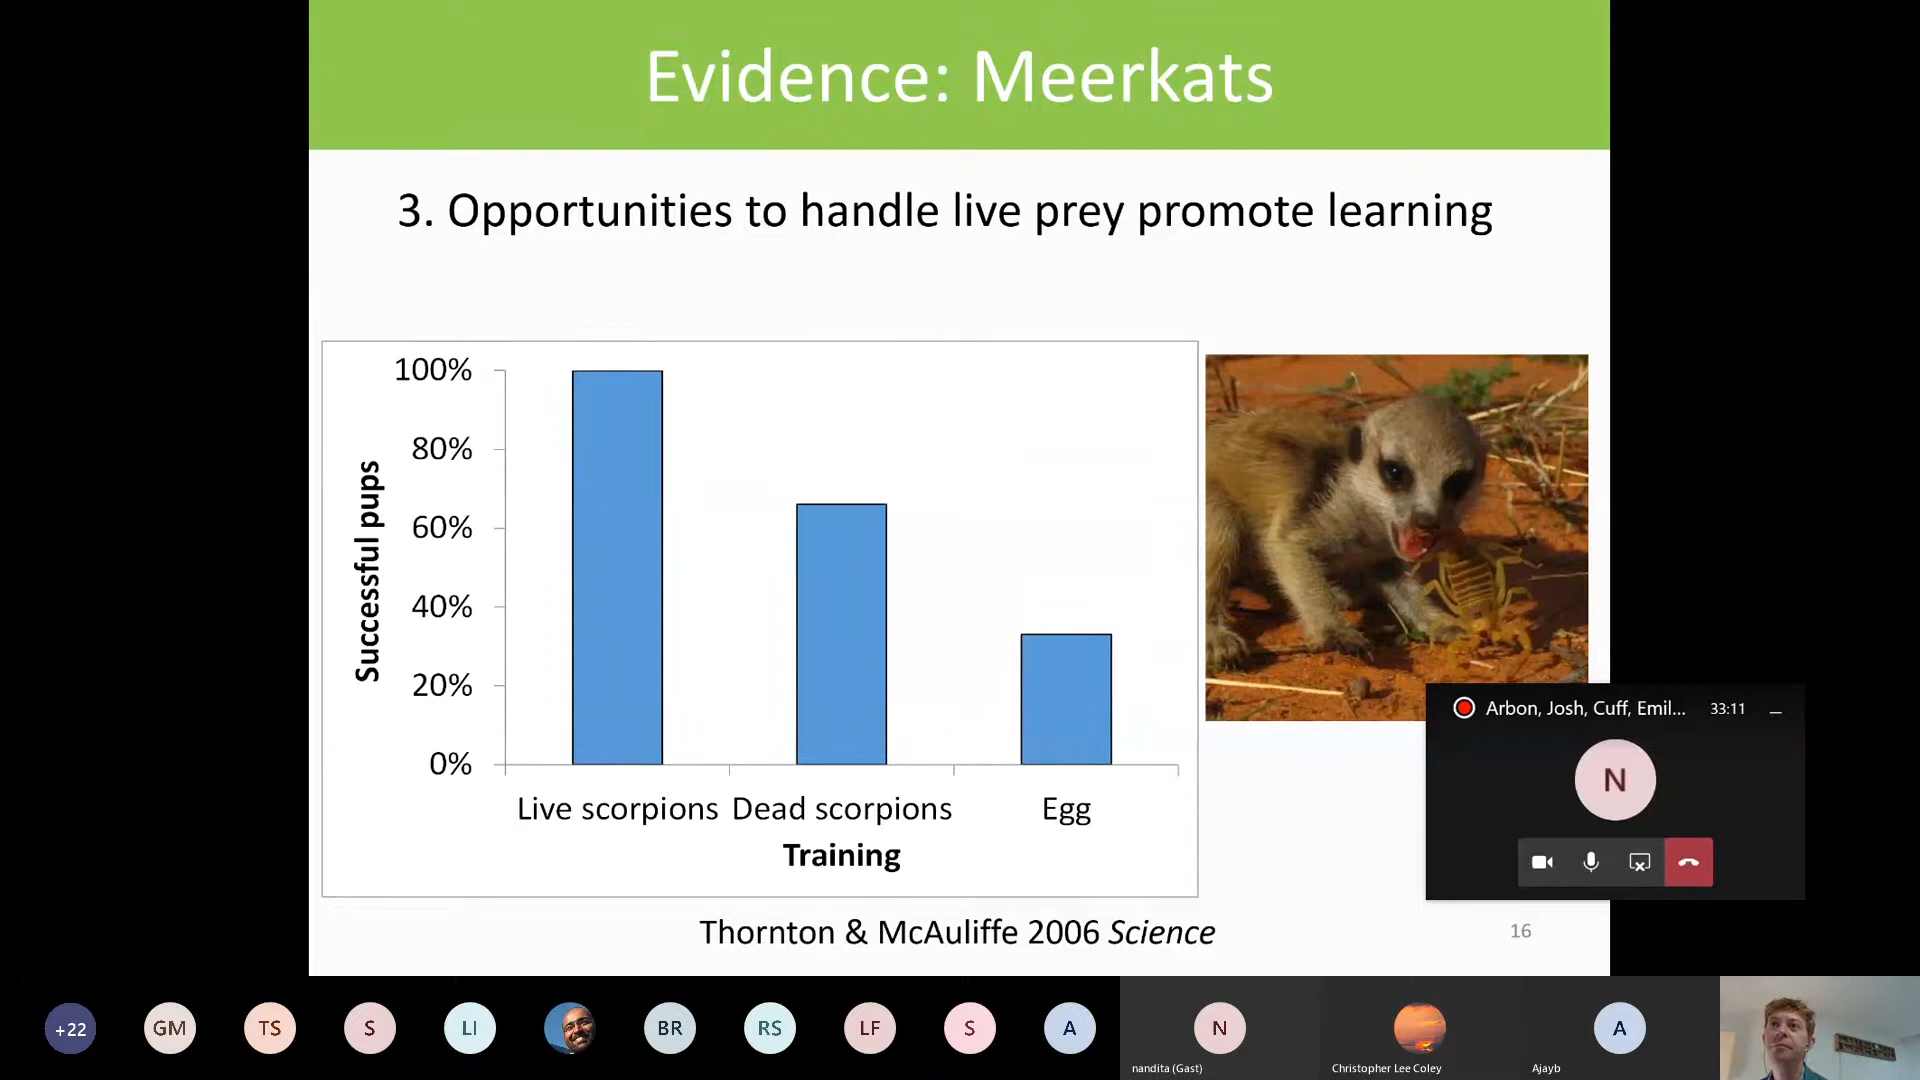 Evidence: Meerkats
3. Opportunities to handle live prey promote learning
100%
80%
60%
40%
20%
0%
Successful pups
Live scorpions
Dead scorpions
Egg
Training
Thornton & McAuliffe 2006 Science
16
Arbon, Josh, Cuff, Emil...
33:11
N
+22
GM
TS
S
LI
BR
RS
LF
S
A
N
A
nandita (Gast)
Christopher Lee Coley
Ajayb